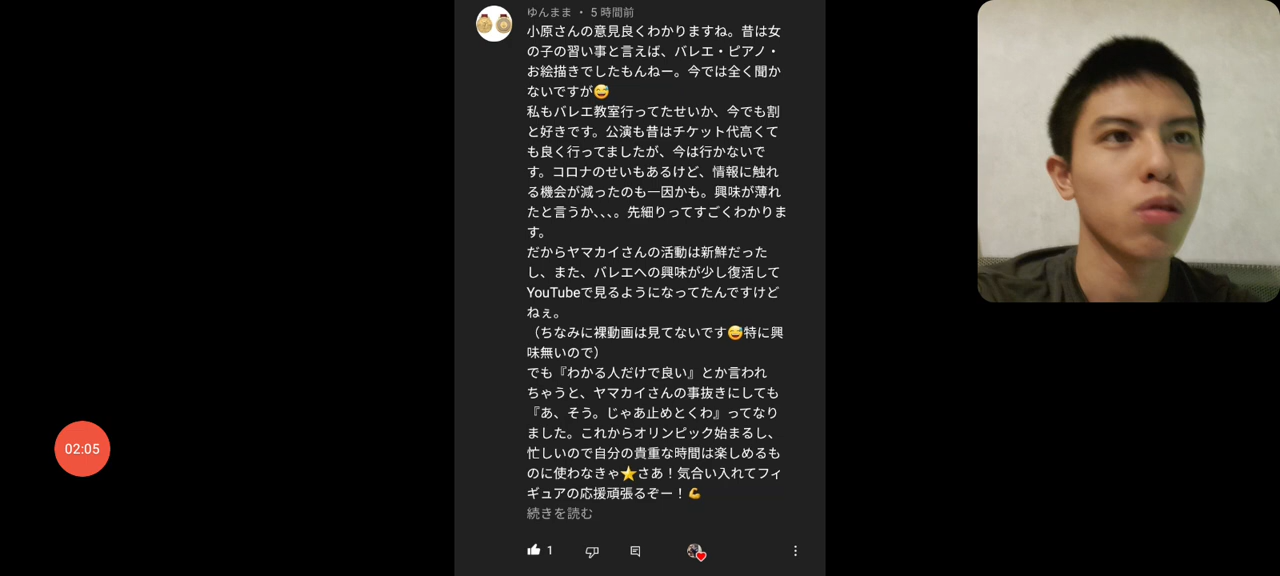 ゆんまま ・ 5 時間前
小原さんの意見良くわかりますね。昔は女
の子の習い事と言えば、バレエ・ピアノ・
お絵描きでしたもんねー。今では全く聞か
ないですが😅
私もバレエ教室行ってたせいか、今でも割
と好きです。公演も昔はチケット代高くて
も良く行ってましたが、今は行かないで
す。コロナのせいもあるけど、情報に触れ
る機会が減ったのも一因かも。興味が薄れ
たと言うか､､､。先細りってすごくわかりま
す。
だからヤマカイさんの活動は新鮮だった
し、また、バレエへの興味が少し復活して
YouTubeで見るようになってたんですけど
ねぇ。
（ちなみに裸動画は見てないです😅特に興
味無いので）
でも『わかる人だけで良い』とか言われ
ちゃうと、ヤマカイさんの事抜きにしても
『あ、そう。じゃあ止めとくわ』ってなり
ました。これからオリンピック始まるし、
忙しいので自分の貴重な時間は楽しめるも
のに使わなきゃ⭐さあ！気合い入れてフィ
ギュアの応援頑張るぞー！💪
続きを読む
1
02:05